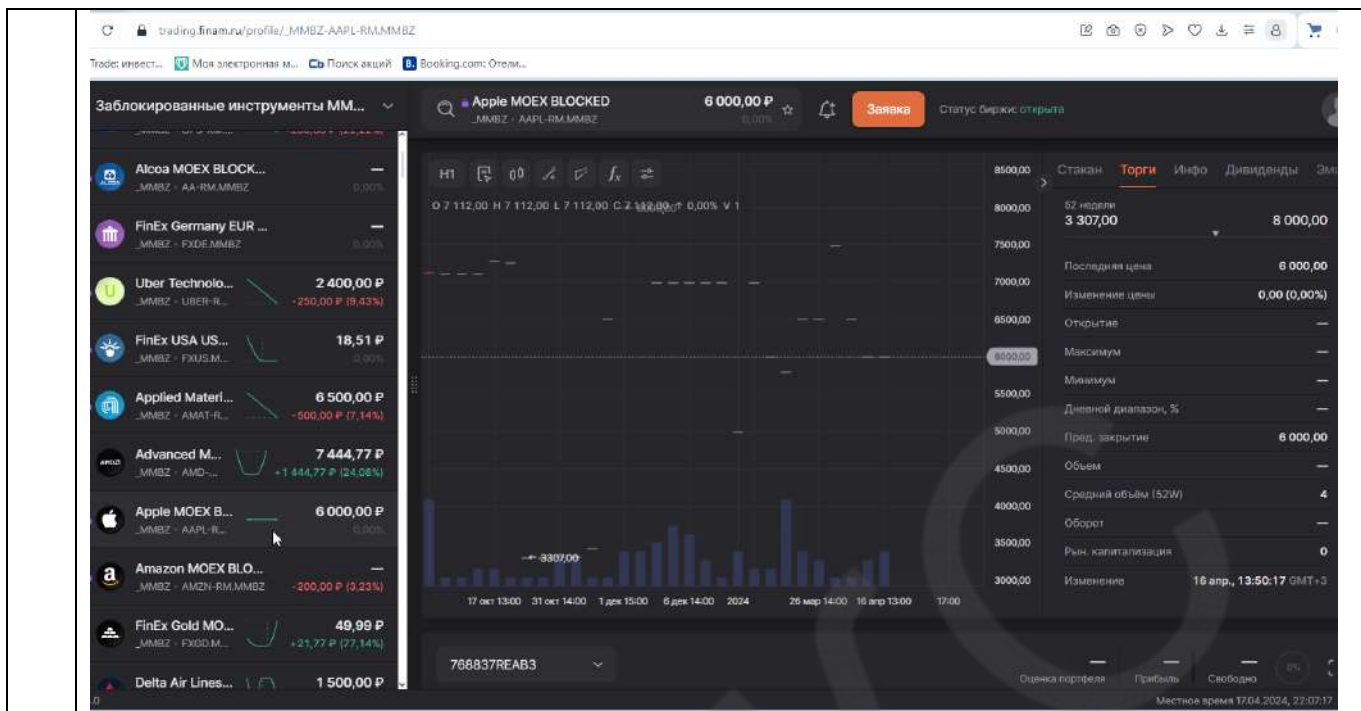 trading.finam.ru/profile/_MMBZ-AAPL-RM.MMBZ
Trade: инвест... Моя электронная м... Сb Поиск акций B. Booking.com: Отели...
Заблокированные инструменты MM...
Apple MOEX BLOCKED 6 000,00 ₽
_MMBZ · AAPL-RM.MMBZ 0,00%
Заявка
Статус биржи: открыта
Alcoa MOEX BLOCK... —
_MMBZ · AA-RM.MMBZ 0,00%
FinEx Germany EUR ... —
_MMBZ · FXDE.MMBZ 0,00%
Uber Technolo... 2 400,00 ₽
_MMBZ · UBER-R... -250,00 ₽ (9,43%)
FinEx USA US... 18,51 ₽
_MMBZ · FXUS.M... 0,00%
Applied Materi... 6 500,00 ₽
_MMBZ · AMAT-R... -500,00 ₽ (7,14%)
Advanced M... 7 444,77 ₽
_MMBZ · AMD-... +1 444,77 ₽ (24,08%)
Apple MOEX B... 6 000,00 ₽
_MMBZ · AAPL-R... 0,00%
Amazon MOEX BLO... —
_MMBZ · AMZN-RM.MMBZ -200,00 ₽ (3,23%)
FinEx Gold MO... 49,99 ₽
_MMBZ · FXGD.M... +21,77 ₽ (77,14%)
Delta Air Lines... 1 500,00 ₽
H1 fx
O 7 112,00 H 7 112,00 L 7 112,00 C 7 112,00 0,00% V 1
8500,00
8000,00
7500,00
7000,00
6500,00
6000,00
5500,00
5000,00
4500,00
4000,00
3500,00
3000,00
3307,00
17 окт 13:00 31 окт 14:00 1 дек 15:00 6 дек 14:00 2024 26 мар 14:00 16 апр 13:00 17:00
Стакан Торги Инфо Дивиденды
52 недели
3 307,00 8 000,00
Последняя цена 6 000,00
Изменение цены 0,00 (0,00%)
Открытие —
Максимум —
Минимум —
Дневной диапазон, % —
Пред. закрытие 6 000,00
Объем —
Средний объём (52W) 4
Оборот —
Рын. капитализация 0
Изменение 16 апр., 13:50:17 GMT+3
768837REAB3
— — — 0%
Оценка портфеля Прибыль Свободно
Местное время 17.04.2024, 22:07:17